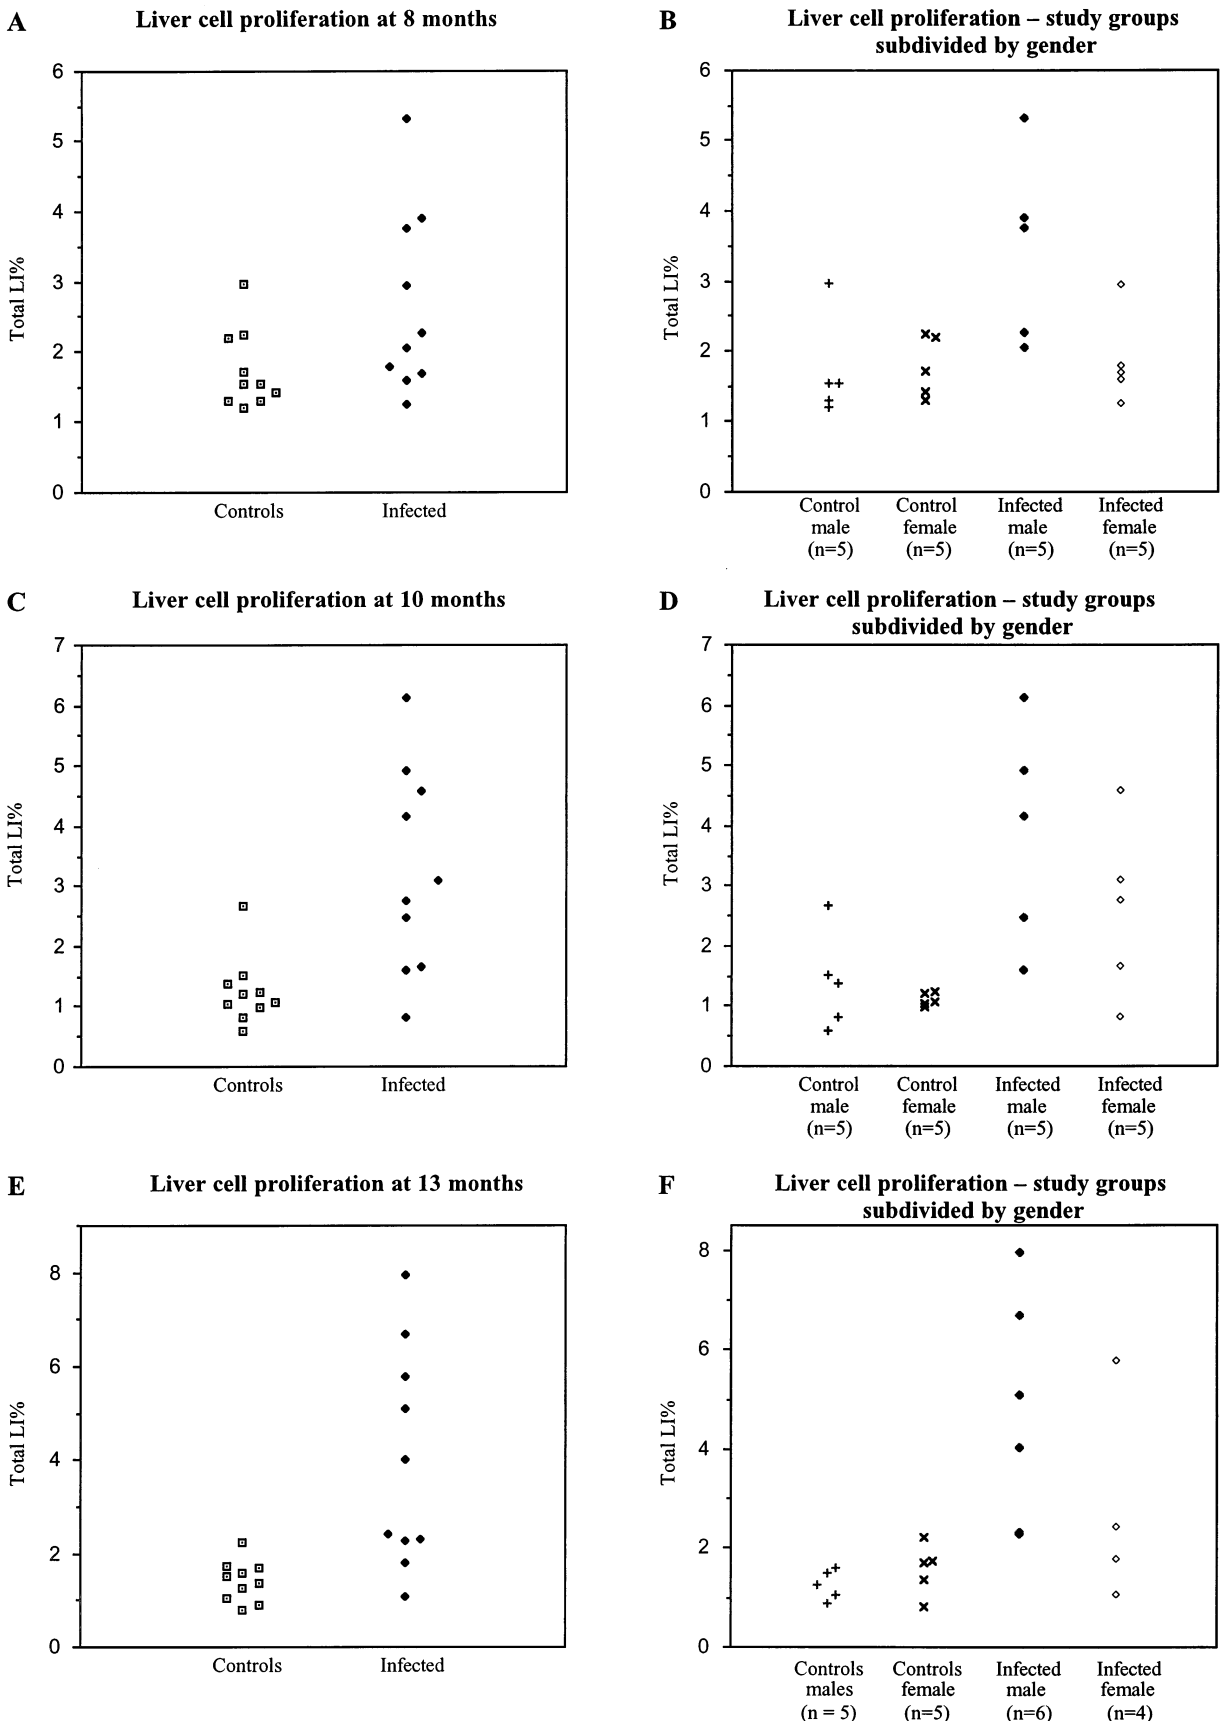 A
Liver cell proliferation at 8 months
6
5
4
3
2
1
0
Total LI%
Controls
Infected
B
Liver cell proliferation – study groups
subdivided by gender
6
5
4
3
2
1
0
Total LI%
Control
male
(n=5)
Control
female
(n=5)
Infected
male
(n=5)
Infected
female
(n=5)
C
Liver cell proliferation at 10 months
7
6
5
4
3
2
1
0
Total LI%
Controls
Infected
D
Liver cell proliferation – study groups
subdivided by gender
7
6
5
4
3
2
1
0
Total LI%
Control
male
(n=5)
Control
female
(n=5)
Infected
male
(n=5)
Infected
female
(n=5)
E
Liver cell proliferation at 13 months
8
6
4
2
0
Total LI%
Controls
Infected
F
Liver cell proliferation – study groups
subdivided by gender
8
6
4
2
0
Total LI%
Controls
males
(n = 5)
Controls
female
(n=5)
Infected
male
(n=6)
Infected
female
(n=4)